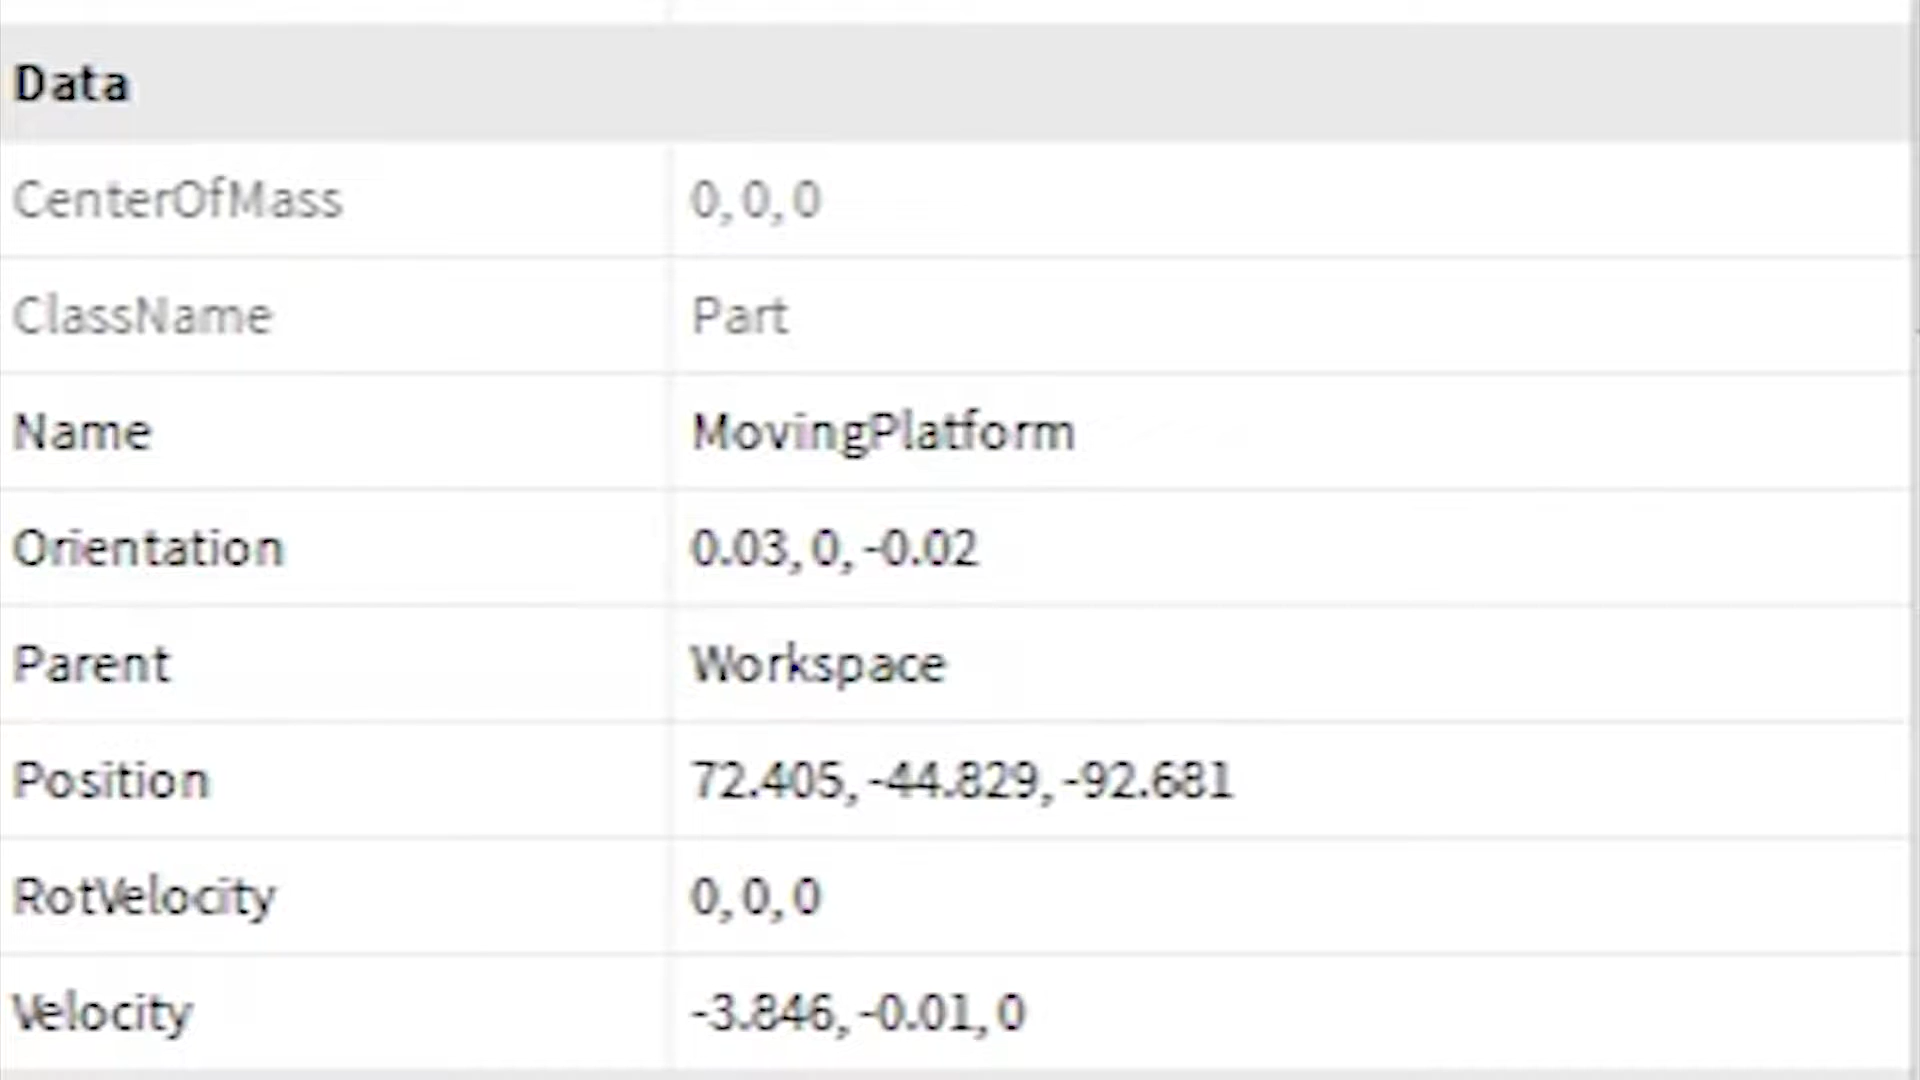 Data
CenterOfMass 0, 0, 0
ClassName Part
Name MovingPlatform
Orientation 0.03, 0, -0.02
Parent Workspace
Position 72.405, -44.829, -92.681
RotVelocity 0, 0, 0
Velocity -3.846, -0.01, 0